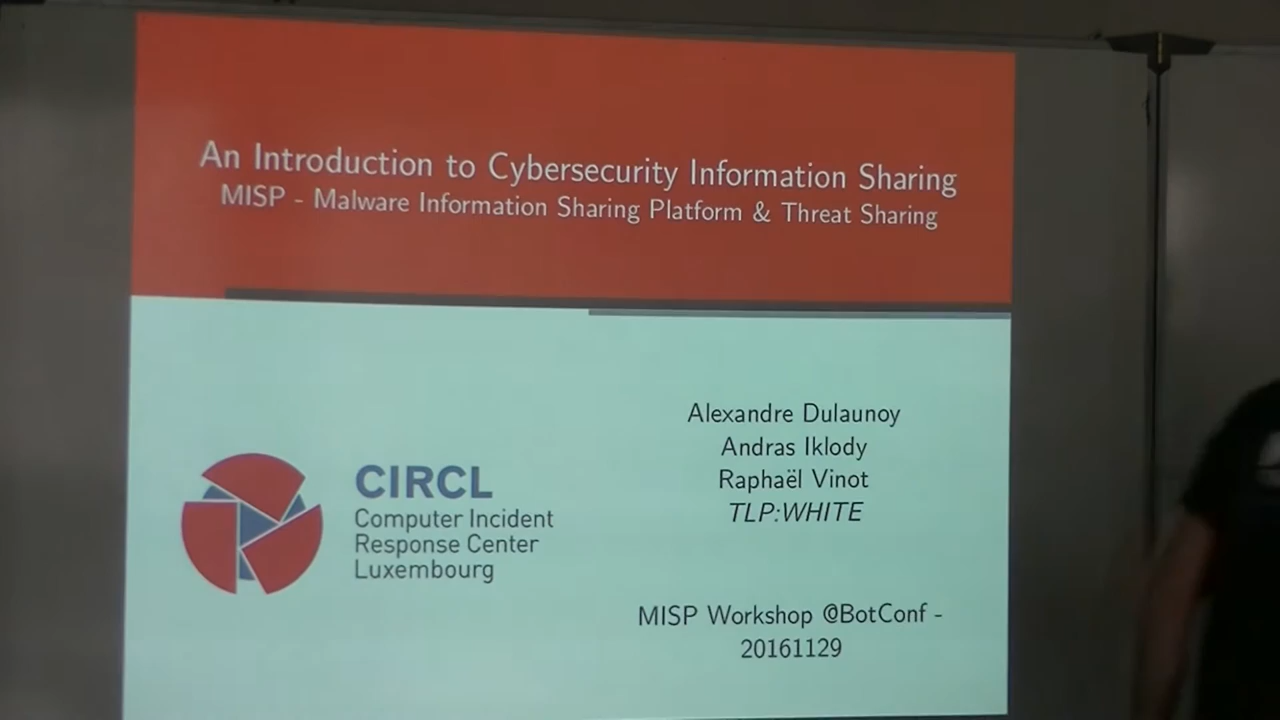 An Introduction to Cybersecurity Information Sharing
MISP - Malware Information Sharing Platform & Threat Sharing
CIRCL
Computer Incident
Response Center
Luxembourg
Alexandre Dulaunoy
Andras Iklody
Raphaël Vinot
TLP:WHITE
MISP Workshop @BotConf -
20161129